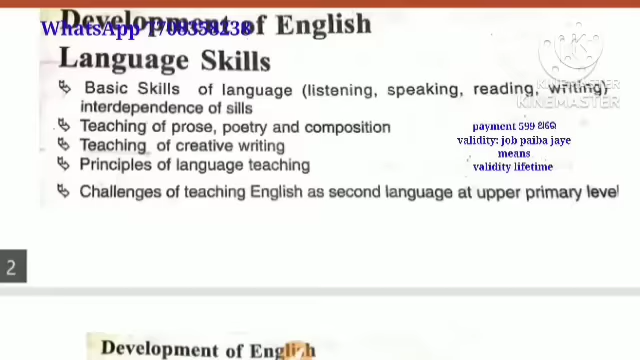 Development of English
WhatsApp 7708358238
Language Skills
Basic Skills of language (listening, speaking, reading, writing)
interdependence of sills
Teaching of prose, poetry and composition
Teaching of creative writing
Principles of language teaching
Challenges of teaching English as second language at upper primary level
KINEMASTER
payment 599
validity: job paiba jaye
means
validity lifetime
2
Development of English